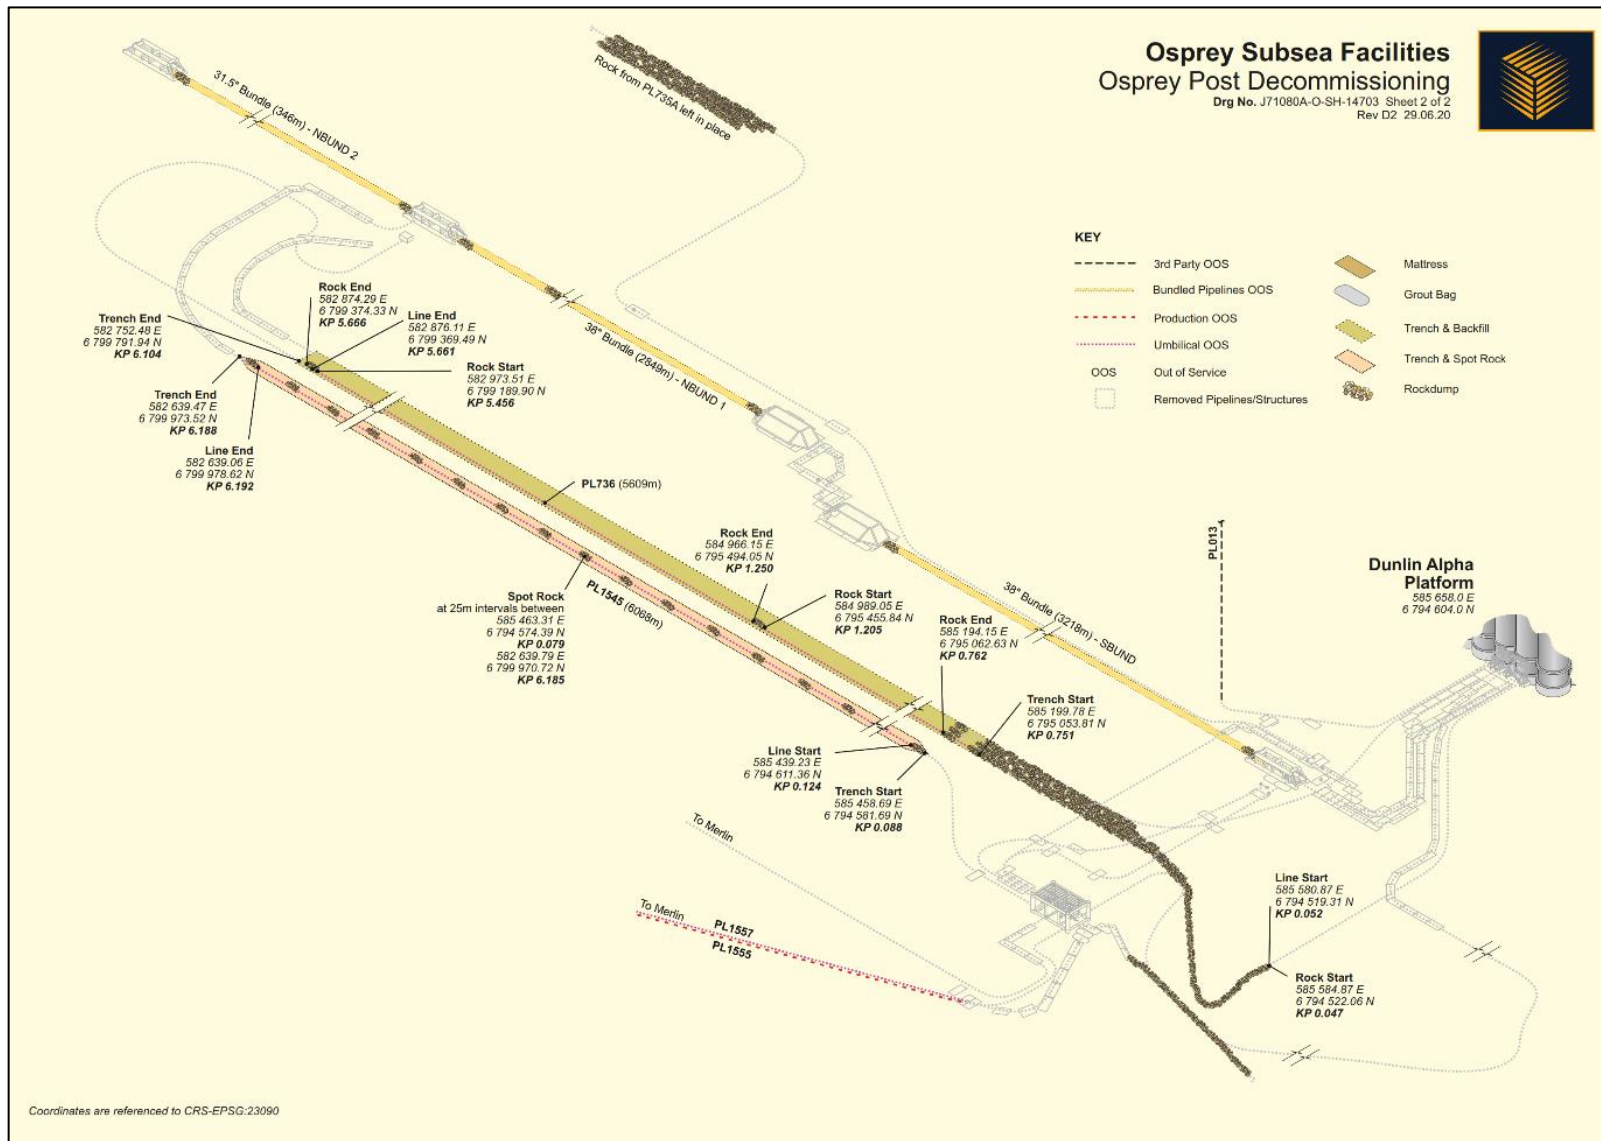 Osprey Subsea Facilities
Osprey Post Decommissioning
Drg No. J71080A-O-SH-14703 Sheet 2 of 2
Rev D2 29.06.20
Rock from PL735A left in place
31.5" Bundle (346m) - NBUND 2
38" Bundle (2849m) - NBUND 1
38" Bundle (3218m) - SBUND
KEY
3rd Party OOS
Bundled Pipelines OOS
Production OOS
Umbilical OOS
OOS Out of Service
Removed Pipelines/Structures
Mattress
Grout Bag
Trench & Backfill
Trench & Spot Rock
Rockdump
Rock End
582 874.29 E
6 799 374.33 N
KP 5.666
Trench End
582 752.48 E
6 799 791.94 N
KP 6.104
Line End
582 876.11 E
6 799 369.49 N
KP 5.661
Rock Start
582 973.51 E
6 799 189.90 N
KP 5.456
Trench End
582 639.47 E
6 799 973.52 N
KP 6.188
Line End
582 639.06 E
6 799 978.62 N
KP 6.192
PL736 (5609m)
PL1545 (6068m)
Spot Rock
at 25m intervals between
585 463.31 E
6 794 574.39 N
KP 0.079
582 639.79 E
6 799 970.72 N
KP 6.185
Rock End
584 966.15 E
6 795 494.05 N
KP 1.250
Rock Start
584 989.05 E
6 795 455.84 N
KP 1.205
Rock End
585 194.15 E
6 795 062.63 N
KP 0.762
Trench Start
585 199.78 E
6 795 053.81 N
KP 0.751
PL013
Dunlin Alpha
Platform
585 658.0 E
6 794 604.0 N
Line Start
585 439.23 E
6 794 611.36 N
KP 0.124
Trench Start
585 458.69 E
6 794 581.69 N
KP 0.088
To Merlin
To Merlin
PL1557
PL1555
Line Start
585 580.87 E
6 794 519.31 N
KP 0.052
Rock Start
585 584.87 E
6 794 522.06 N
KP 0.047
Coordinates are referenced to CRS-EPSG:23090